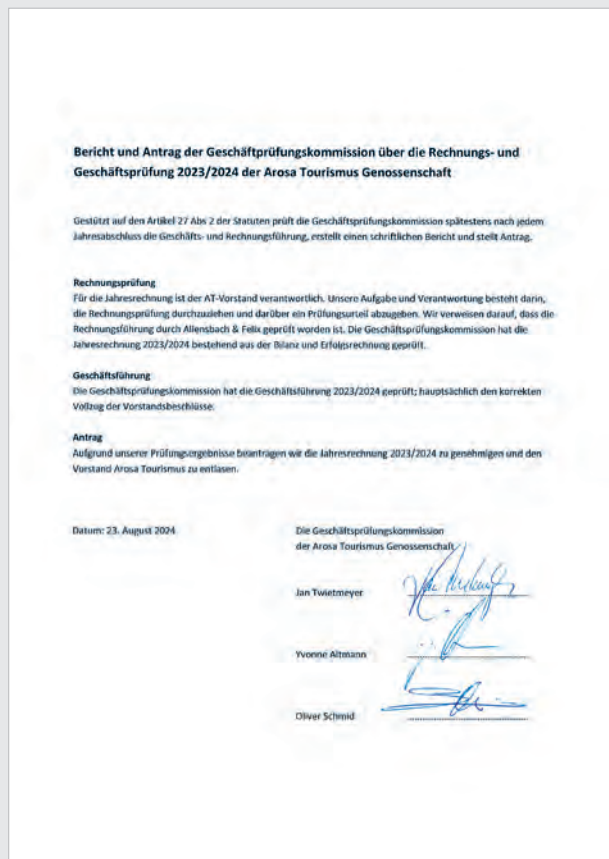 Bericht und Antrag der Geschäftprüfungskommission über die Rechnungs- und
Geschäftsprüfung 2023/2024 der Arosa Tourismus Genossenschaft
Gestützt auf den Artikel 27 Abs 2 der Statuten prüft die Geschäftsprüfungskommission spätestens nach jedem
Jahresabschluss die Geschäfts- und Rechnungsführung, erstellt einen schriftlichen Bericht und stellt Antrag.
Rechnungsprüfung
Für die Jahresrechnung ist der AT-Vorstand verantwortlich. Unsere Aufgabe und Verantwortung besteht darin,
die Rechnungsprüfung durchzuziehen und darüber ein Prüfungsurteil abzugeben. Wir verweisen darauf, dass die
Rechnungsführung durch Allensbach & Felix geprüft worden ist. Die Geschäftsprüfungskommission hat die
Jahresrechnung 2023/2024 bestehend aus der Bilanz und Erfolgsrechnung geprüft.
Geschäftsführung
Die Geschäftsprüfungskommission hat die Geschäftsführung 2023/2024 geprüft; hauptsächlich den korrekten
Vollzug der Vorstandsbeschlüsse.
Antrag
Aufgrund unserer Prüfungsergebnisse beantragen wir die Jahresrechnung 2023/2024 zu genehmigen und den
Vorstand Arosa Tourismus zu entlasen.
Datum: 23. August 2024
Die Geschäftsprüfungskommission
der Arosa Tourismus Genossenschaft
Jan Twietmeyer
Yvonne Altmann
Oliver Schmid